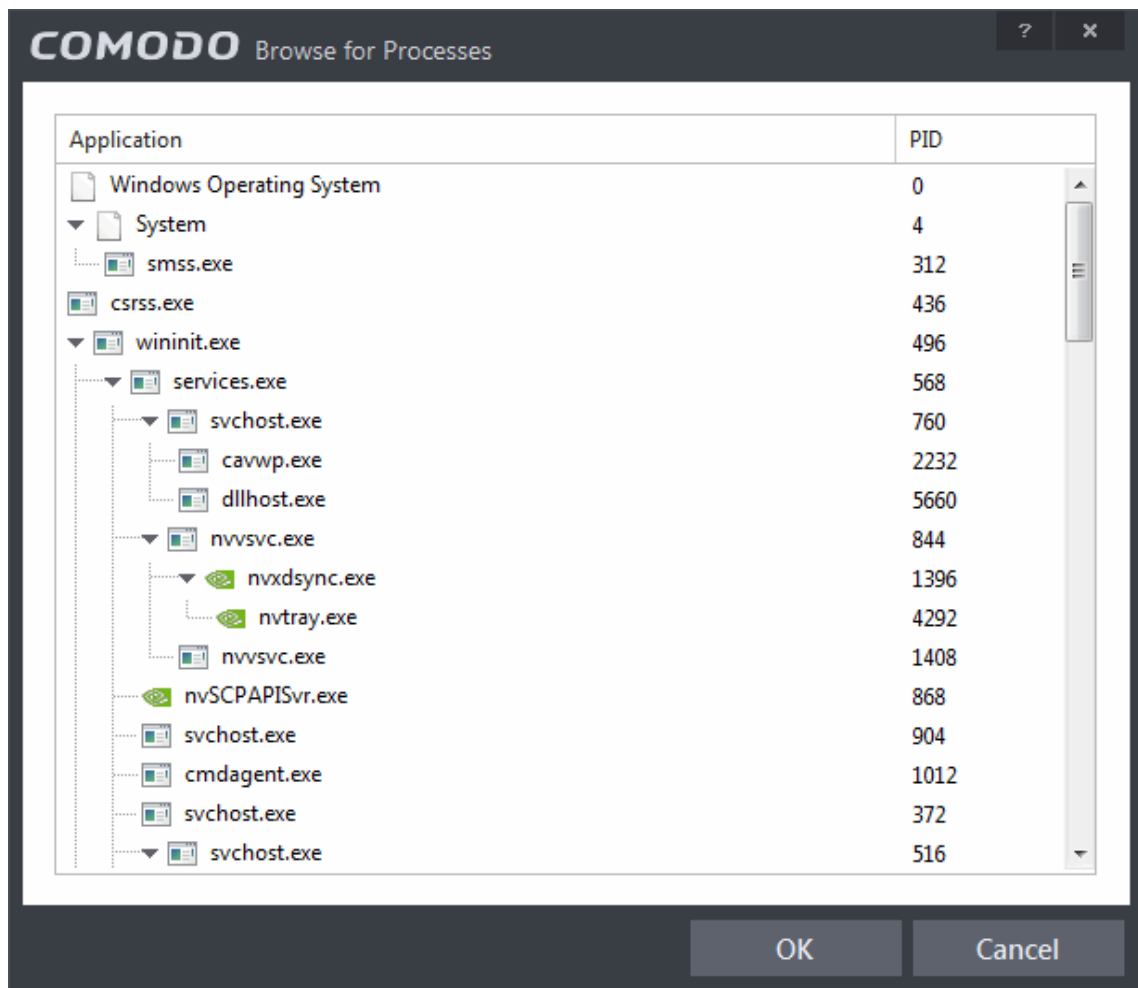 COMODO Browse for Processes ? x
Application PID
Windows Operating System 0
System 4
smss.exe 312
csrss.exe 436
wininit.exe 496
services.exe 568
svchost.exe 760
cavwp.exe 2232
dllhost.exe 5660
nvvsvc.exe 844
nvxdsync.exe 1396
nvtray.exe 4292
nvvsvc.exe 1408
nvSCPAPISvr.exe 868
svchost.exe 904
cmdagent.exe 1012
svchost.exe 372
svchost.exe 516
OK Cancel